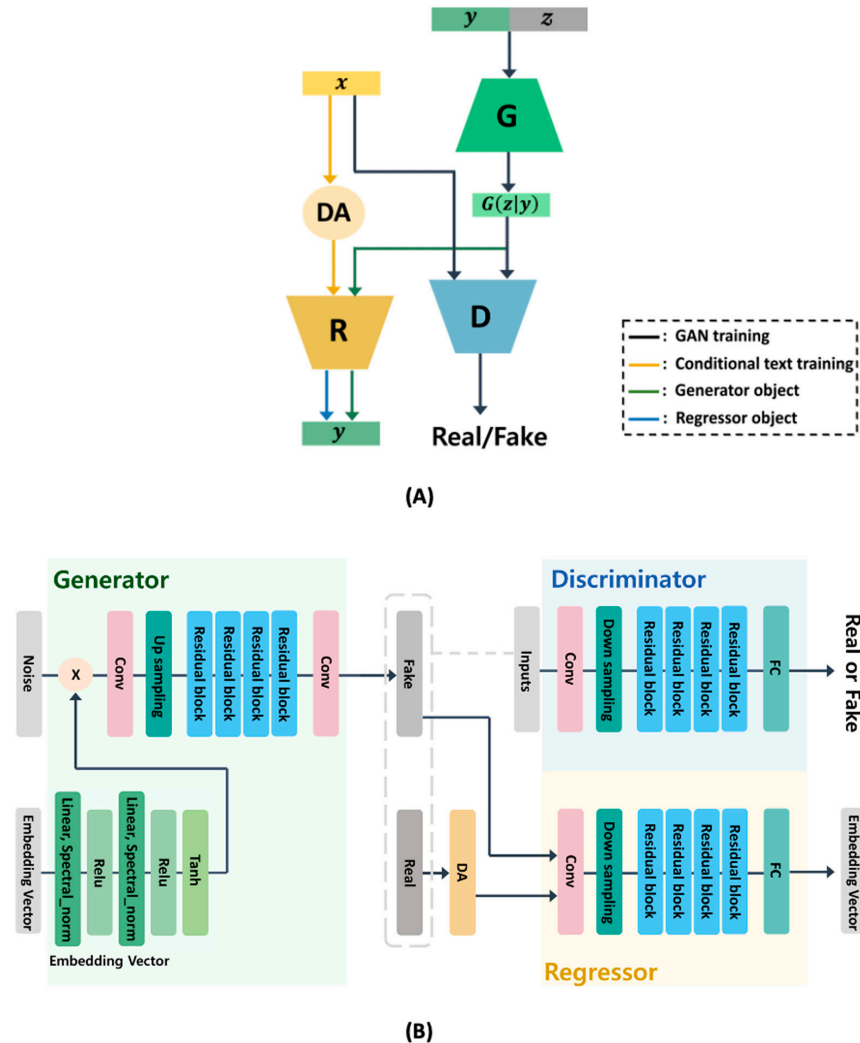 y z
x
G
DA
G(z|y)
R
D
: GAN training
: Conditional text training
: Generator object
: Regressor object
y
Real/Fake
(A)
Generator
Discriminator
Noise
X
Conv
Up sampling
Residual block
Residual block
Residual block
Residual block
Conv
Fake
Inputs
Conv
Down sampling
Residual block
Residual block
Residual block
Residual block
FC
Real or Fake
Embedding Vector
Linear, Spectral_norm
Relu
Linear, Spectral_norm
Relu
Tanh
Embedding Vector
Real
DA
Conv
Down sampling
Residual block
Residual block
Residual block
Residual block
FC
Embedding Vector
Regressor
(B)